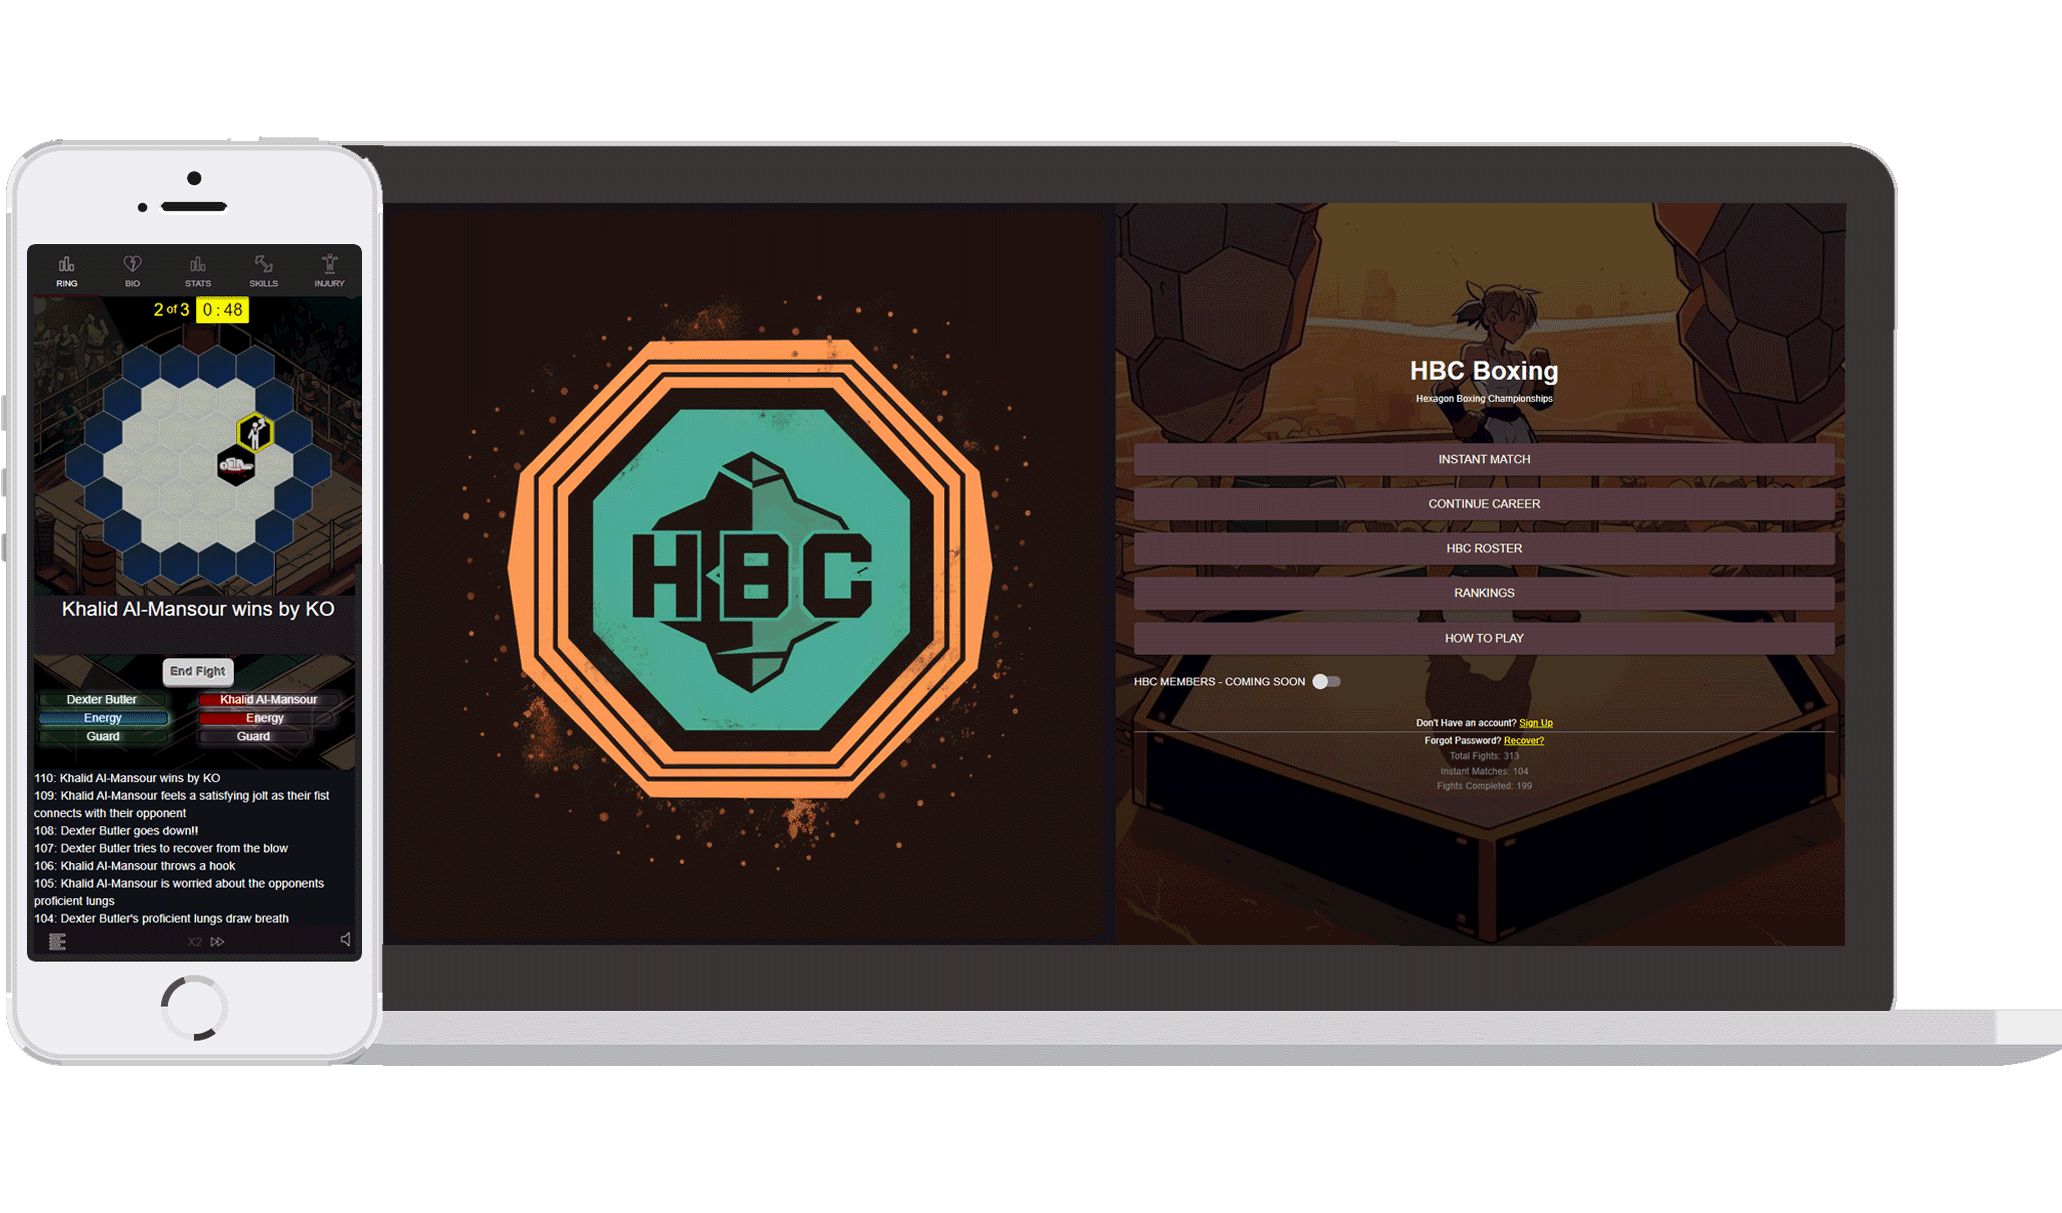 RING BIO STATS SKILLS INJURY
2 of 3 0 : 48
Khalid Al-Mansour wins by KO
End Fight
Dexter Butler Khalid Al-Mansour
Energy Energy
Guard Guard
110: Khalid Al-Mansour wins by KO
109: Khalid Al-Mansour feels a satisfying jolt as their fist
connects with their opponent
108: Dexter Butler goes down!!
107: Dexter Butler tries to recover from the blow
106: Khalid Al-Mansour throws a hook
105: Khalid Al-Mansour is worried about the opponents
proficient lungs
104: Dexter Butler's proficient lungs draw breath
X2
HBC
HBC Boxing
Hexagon Boxing Championships
INSTANT MATCH
CONTINUE CAREER
HBC ROSTER
RANKINGS
HOW TO PLAY
HBC MEMBERS - COMING SOON
Don't Have an account? Sign Up
Forgot Password? Recover?
Total Fights: 313
Instant Matches: 104
Fights Completed: 199